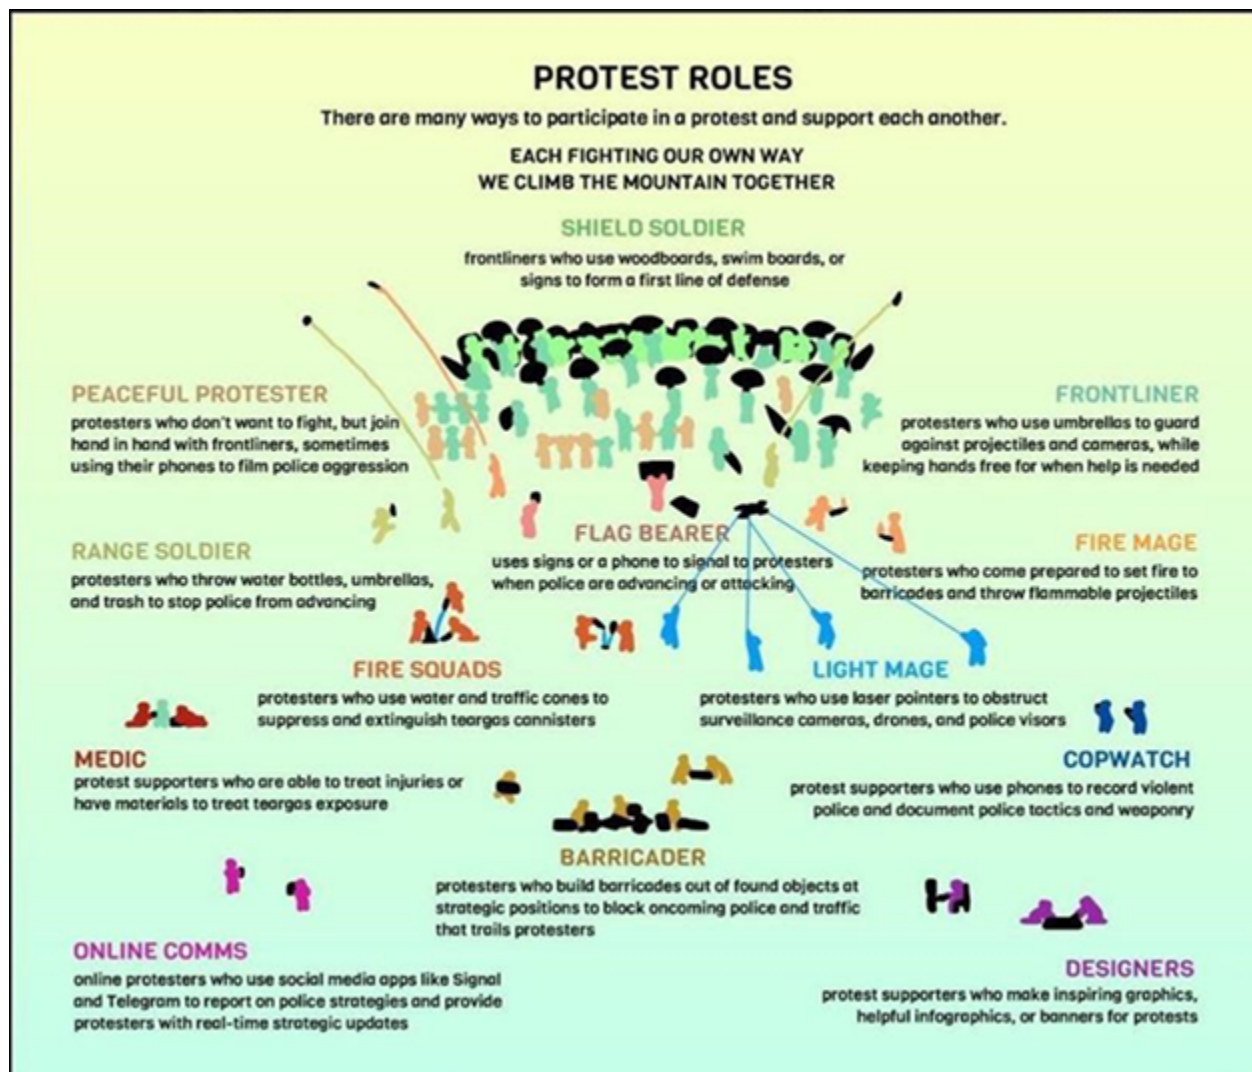 PROTEST ROLES
There are many ways to participate in a protest and support each another.
EACH FIGHTING OUR OWN WAY
WE CLIMB THE MOUNTAIN TOGETHER
SHIELD SOLDIER
frontliners who use woodboards, swim boards, or
signs to form a first line of defense
PEACEFUL PROTESTER
protesters who don't want to fight, but join
hand in hand with frontliners, sometimes
using their phones to film police aggression
FRONTLINER
protesters who use umbrellas to guard
against projectiles and cameras, while
keeping hands free for when help is needed
RANGE SOLDIER
protesters who throw water bottles, umbrellas,
and trash to stop police from advancing
FLAG BEARER
uses signs or a phone to signal to protesters
when police are advancing or attacking
FIRE MAGE
protesters who come prepared to set fire to
barricades and throw flammable projectiles
FIRE SQUADS
protesters who use water and traffic cones to
suppress and extinguish teargas cannisters
LIGHT MAGE
protesters who use laser pointers to obstruct
surveillance cameras, drones, and police visors
MEDIC
protest supporters who are able to treat injuries or
have materials to treat teargas exposure
COPWATCH
protest supporters who use phones to record violent
police and document police tactics and weaponry
BARRICADER
protesters who build barricades out of found objects at
strategic positions to block oncoming police and traffic
that trails protesters
ONLINE COMMS
online protesters who use social media apps like Signal
and Telegram to report on police strategies and provide
protesters with real-time strategic updates
DESIGNERS
protest supporters who make inspiring graphics,
helpful infographics, or banners for protests